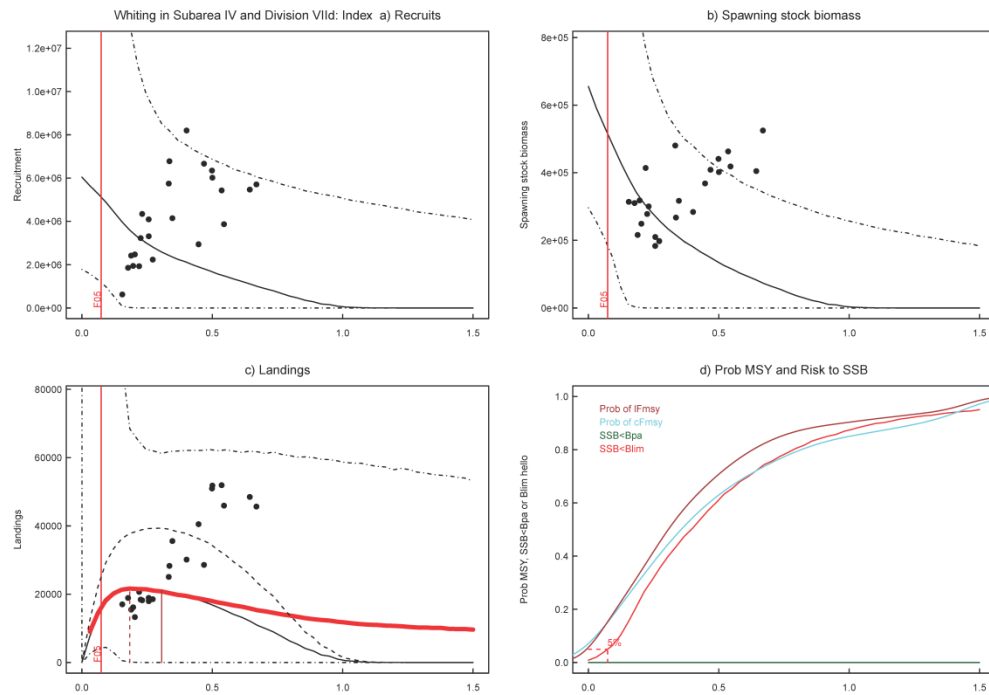 Whiting in Subarea IV and Division VIId: Index a) Recruits
1.2e+07
1.0e+07
8.0e+06
6.0e+06
4.0e+06
2.0e+06
0.0e+00
Recruitment
F05
0.0
0.5
1.0
1.5
b) Spawning stock biomass
8e+05
6e+05
4e+05
2e+05
0e+00
Spawning stock biomass
F05
0.0
0.5
1.0
1.5
c) Landings
80000
60000
40000
20000
0
Landings
F05
0.0
0.5
1.0
1.5
d) Prob MSY and Risk to SSB
1.0
0.8
0.6
0.4
0.2
0.0
Prob MSY, SSB<Bpa or Blim hello
Prob of lFmsy
Prob of cFmsy
SSB<Bpa
SSB<Blim
5%
0.0
0.5
1.0
1.5